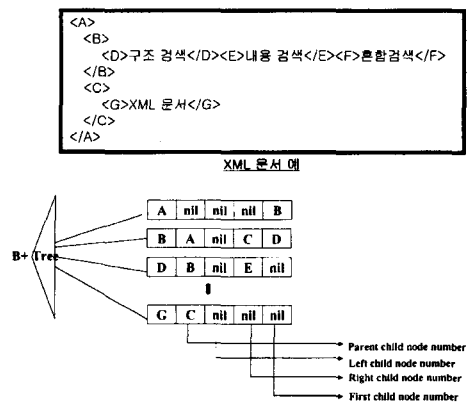 <A>
<B>
<D>구조 검색</D><E>내용 검색</E><F>혼합검색</F>
</B>
<C>
<G>XML 문서</G>
</C>
</A>
XML 문서 예
B+ Tree
A nil nil nil B
B A nil C D
D B nil E nil
G C nil nil nil
Parent child node number
Left child node number
Right child node number
First child node number